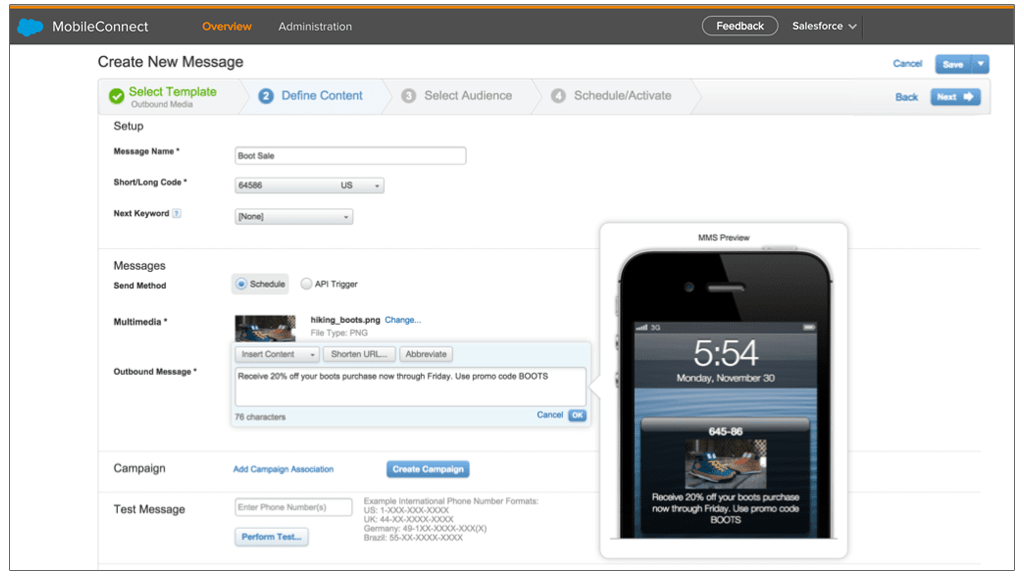 MobileConnect Overview Administration Feedback Salesforce
Create New Message Cancel Save
Select Template
Outbound Media
2 Define Content 3 Select Audience 4 Schedule/Activate Back Next
Setup
Message Name * Boot Sale
Short/Long Code * 64586 US
Next Keyword ? [None]
MMS Preview
Messages
Send Method Schedule API Trigger
Multimedia * hiking_boots.png Change...
File Type: PNG
Insert Content Shorten URL... Abbreviate
Outbound Message * Receive 20% off your boots purchase now through Friday. Use promo code BOOTS
76 characters Cancel OK
3G
5:54
Monday, November 30
645-86
Receive 20% off your boots purchase
now through Friday. Use promo code
BOOTS
Campaign Add Campaign Association Create Campaign
Test Message Enter Phone Number(s)
Perform Test...
Example International Phone Number Formats:
US: 1-XXX-XXX-XXXX
UK: 44-XX-XXXX-XXXX
Germany: 49-1XX-XXXX-XXX(X)
Brazil: 55-XX-XXXX-XXXX